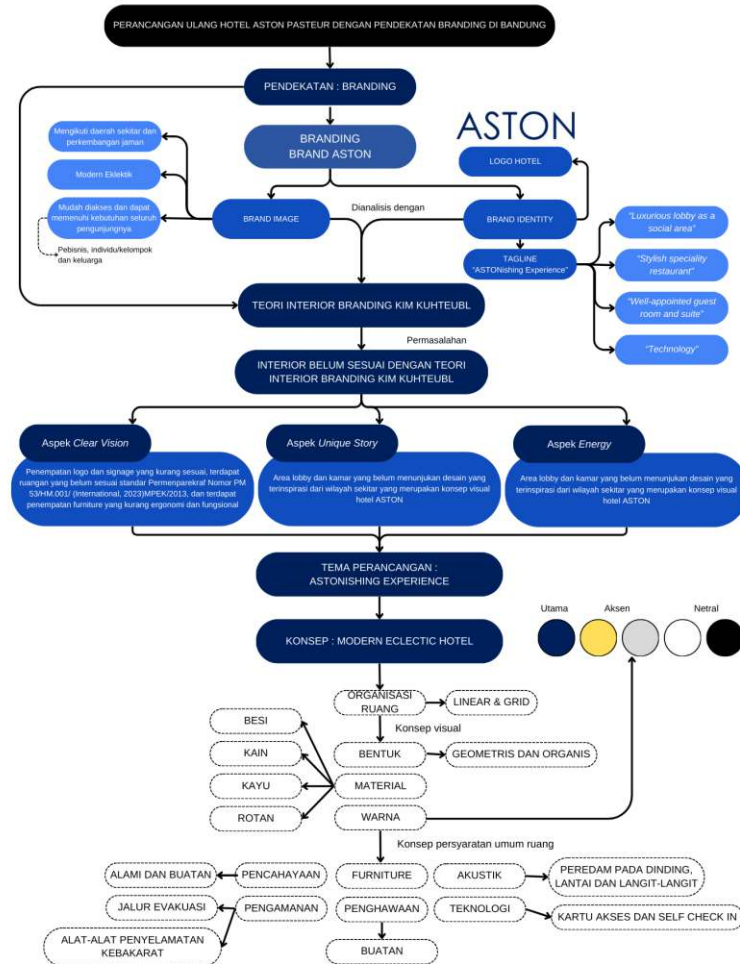 PERANCANGAN ULANG HOTEL ASTON PASTEUR DENGAN PENDEKATAN BRANDING DI BANDUNG
PENDEKATAN : BRANDING
BRANDING
BRAND ASTON
ASTON
LOGO HOTEL
Mengikuti daerah sekitar dan
perkembangan jaman
Modern Eklektik
Mudah diakses dan dapat
memenuhi kebutuhan seluruh
pengunjungnya
Pebisnis, individu/kelompok
dan keluarga
BRAND IMAGE
Dianalisis dengan
BRAND IDENTITY
TAGLINE
"ASTONishing Experience"
"Luxurious lobby as a
social area"
"Stylish speciality
restaurant"
"Well-appointed guest
room and suite"
"Technology"
TEORI INTERIOR BRANDING KIM KUHTEUBL
Permasalahan
INTERIOR BELUM SESUAI DENGAN TEORI
INTERIOR BRANDING KIM KUHTEUBL
Aspek Clear Vision
Penempatan logo dan signage yang kurang sesuai, terdapat
ruangan yang belum sesuai standar Permenparekraf Nomor PM
53/HM.001/ (International, 2023)MPEK/2013, dan terdapat
penempatan furniture yang kurang ergonomi dan fungsional
Aspek Unique Story
Area lobby dan kamar yang belum menunjukan desain yang
terinspirasi dari wilayah sekitar yang merupakan konsep visual
hotel ASTON
Aspek Energy
Area lobby dan kamar yang belum menunjukan desain yang
terinspirasi dari wilayah sekitar yang merupakan konsep visual
hotel ASTON
TEMA PERANCANGAN :
ASTONISHING EXPERIENCE
KONSEP : MODERN ECLECTIC HOTEL
Utama
Aksen
Netral
ORGANISASI
RUANG
LINEAR & GRID
Konsep visual
BENTUK
GEOMETRIS DAN ORGANIS
BESI
KAIN
KAYU
ROTAN
MATERIAL
WARNA
Konsep persyaratan umum ruang
ALAMI DAN BUATAN
PENCAHAYAAN
FURNITURE
AKUSTIK
PEREDAM PADA DINDING,
LANTAI DAN LANGIT-LANGIT
JALUR EVAKUASI
PENGAMANAN
PENGHAWAAN
TEKNOLOGI
KARTU AKSES DAN SELF CHECK IN
ALAT-ALAT PENYELAMATAN
KEBAKARAT
BUATAN